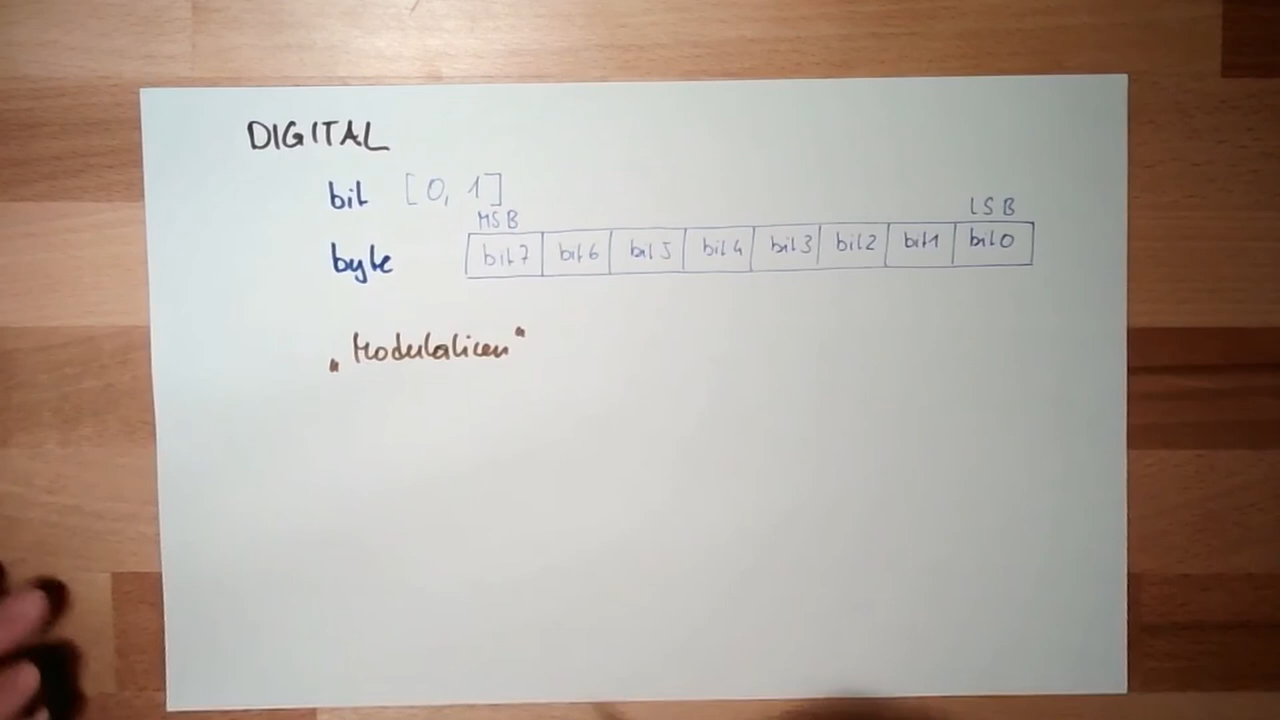 DIGITAL
bit [0, 1]
MSB LSB
byte bit7 bit6 bit5 bit4 bit3 bit2 bit1 bit0
„Modulation"